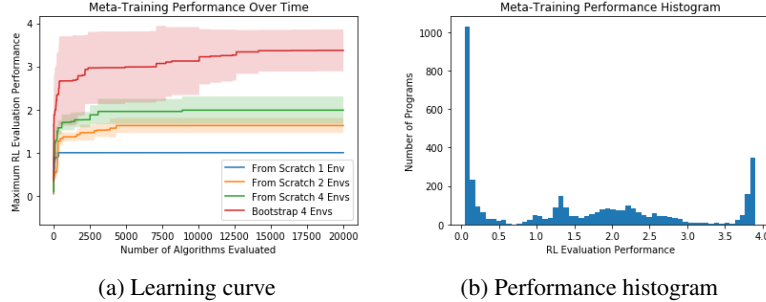 Meta-Training Performance Over Time
Maximum RL Evaluation Performance
4
3
2
1
0
From Scratch 1 Env
From Scratch 2 Envs
From Scratch 4 Envs
Bootstrap 4 Envs
0 2500 5000 7500 10000 12500 15000 17500 20000
Number of Algorithms Evaluated
(a) Learning curve
Meta-Training Performance Histogram
Number of Programs
1000
800
600
400
200
0
0.0 0.5 1.0 1.5 2.0 2.5 3.0 3.5 4.0
RL Evaluation Performance
(b) Performance histogram